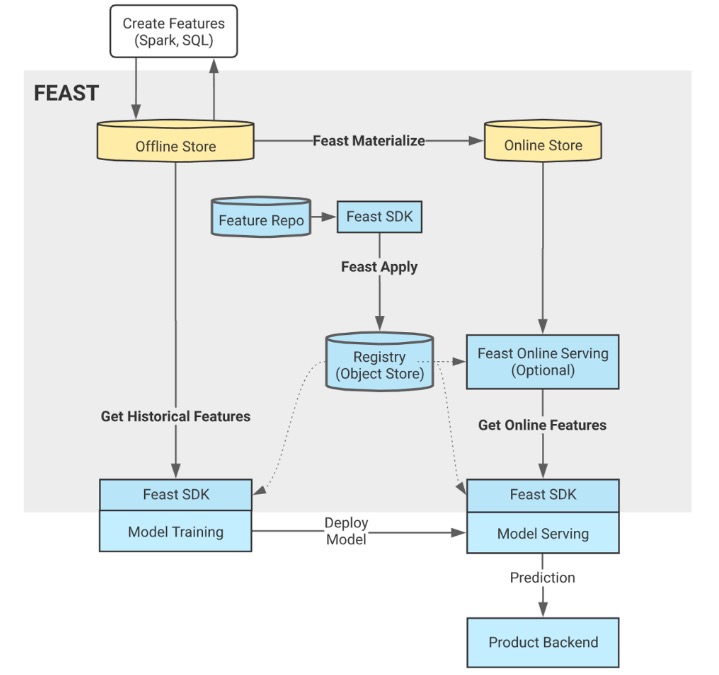 Create Features
(Spark, SQL)
FEAST
Offline Store
Feast Materialize
Online Store
Feature Repo
Feast SDK
Feast Apply
Registry
(Object Store)
Feast Online Serving
(Optional)
Get Historical Features
Get Online Features
Feast SDK
Feast SDK
Model Training
Deploy
Model
Model Serving
Prediction
Product Backend